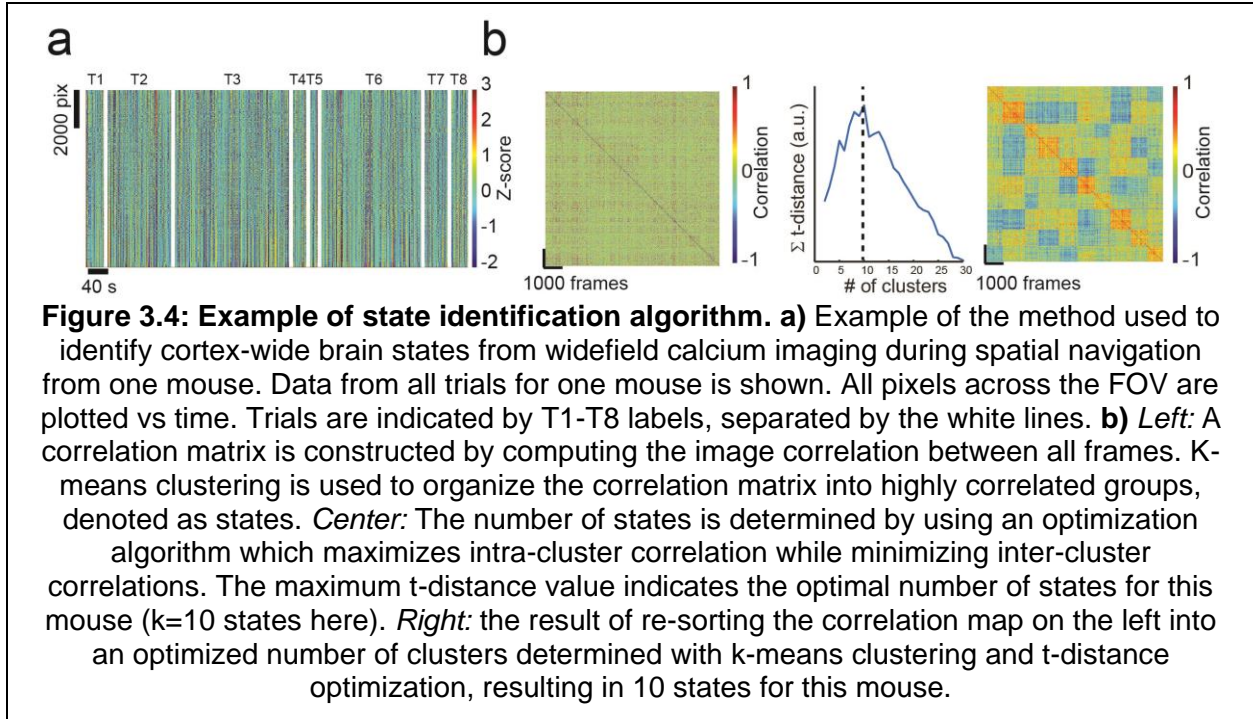 a
b
T1 T2 T3 T4 T5 T6 T7 T8
2000 pix
40 s
3
2
1
0
-1
-2
Z-score
1000 frames
1
0
-1
Correlation
Σ t-distance (a.u.)
0 5 10 15 20 25 30
# of clusters
1000 frames
1
0
-1
Correlation
Figure 3.4: Example of state identification algorithm. a) Example of the method used to
identify cortex-wide brain states from widefield calcium imaging during spatial navigation
from one mouse. Data from all trials for one mouse is shown. All pixels across the FOV are
plotted vs time. Trials are indicated by T1-T8 labels, separated by the white lines. b) Left: A
correlation matrix is constructed by computing the image correlation between all frames. K-
means clustering is used to organize the correlation matrix into highly correlated groups,
denoted as states. Center: The number of states is determined by using an optimization
algorithm which maximizes intra-cluster correlation while minimizing inter-cluster
correlations. The maximum t-distance value indicates the optimal number of states for this
mouse (k=10 states here). Right: the result of re-sorting the correlation map on the left into
an optimized number of clusters determined with k-means clustering and t-distance
optimization, resulting in 10 states for this mouse.